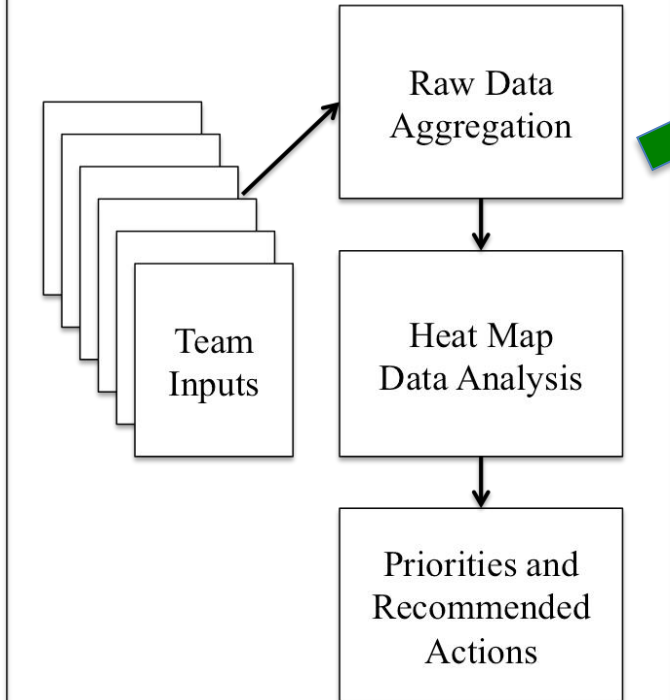 Raw Data
Aggregation
Team
Inputs
Heat Map
Data Analysis
Priorities and
Recommended
Actions